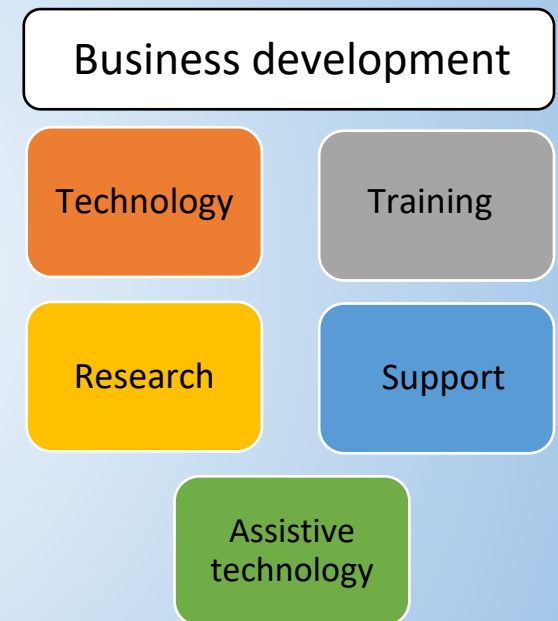 Business development
Technology
Training
Research
Support
Assistive
technology